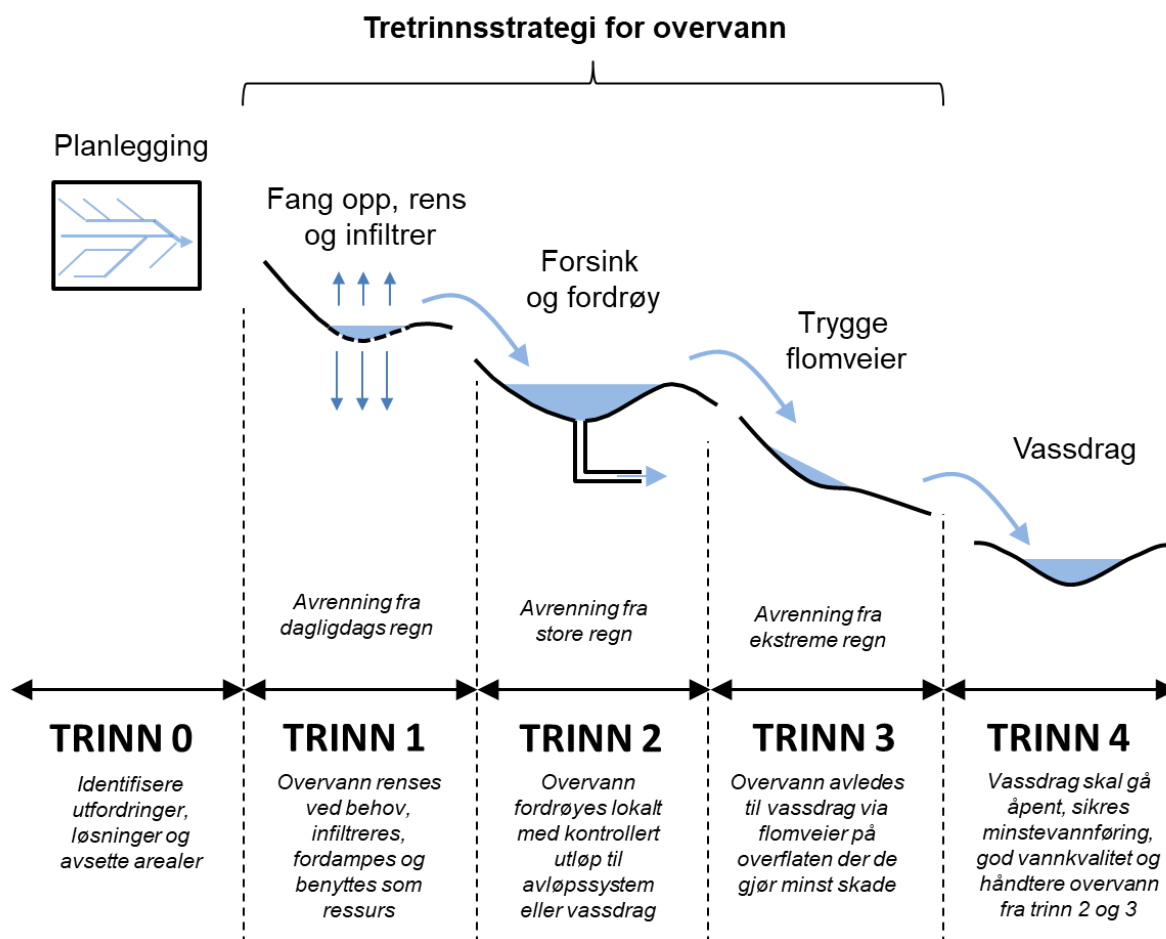 Tretrinnsstrategi for overvann
Planlegging
Fang opp, rens
og infiltrer
Forsink
og fordrøy
Trygge
flomveier
Vassdrag
Avrenning fra
dagligdags regn
Avrenning fra
store regn
Avrenning fra
ekstreme regn
TRINN 0
Identifisere
utfordringer,
løsninger og
avsette arealer
TRINN 1
Overvann renses
ved behov,
infiltreres,
fordampes og
benyttes som
ressurs
TRINN 2
Overvann
fordrøyes lokalt
med kontrollert
utløp til
avløpssystem
eller vassdrag
TRINN 3
Overvann avledes
til vassdrag via
flomveier på
overflaten der de
gjør minst skade
TRINN 4
Vassdrag skal gå
åpent, sikres
minstevannføring,
god vannkvalitet og
håndtere overvann
fra trinn 2 og 3